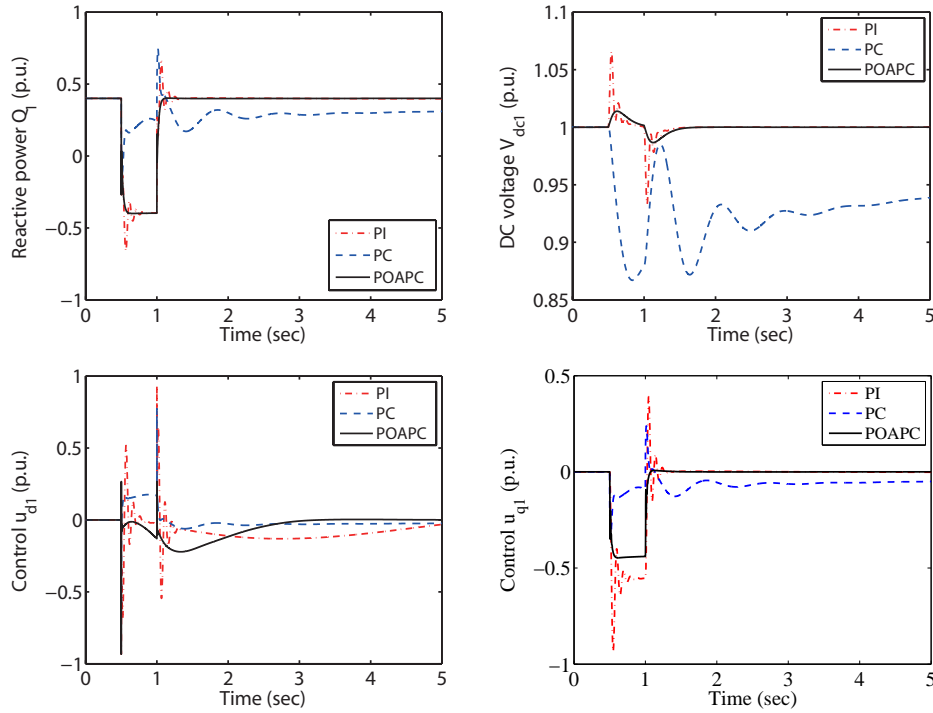 Reactive power Q1 (p.u.)
1
0.5
0
−0.5
−1
0 1 2 3 4 5
Time (sec)
PI
PC
POAPC
DC voltage Vdc1 (p.u.)
1.1
1.05
1
0.95
0.9
0.85
0 1 2 3 4 5
Time (sec)
PI
PC
POAPC
Control ud1 (p.u.)
1
0.5
0
−0.5
−1
0 1 2 3 4 5
Time (sec)
PI
PC
POAPC
Control uq1 (p.u.)
0.5
0
−0.5
−1
0 1 2 3 4 5
Time (sec)
PI
PC
POAPC